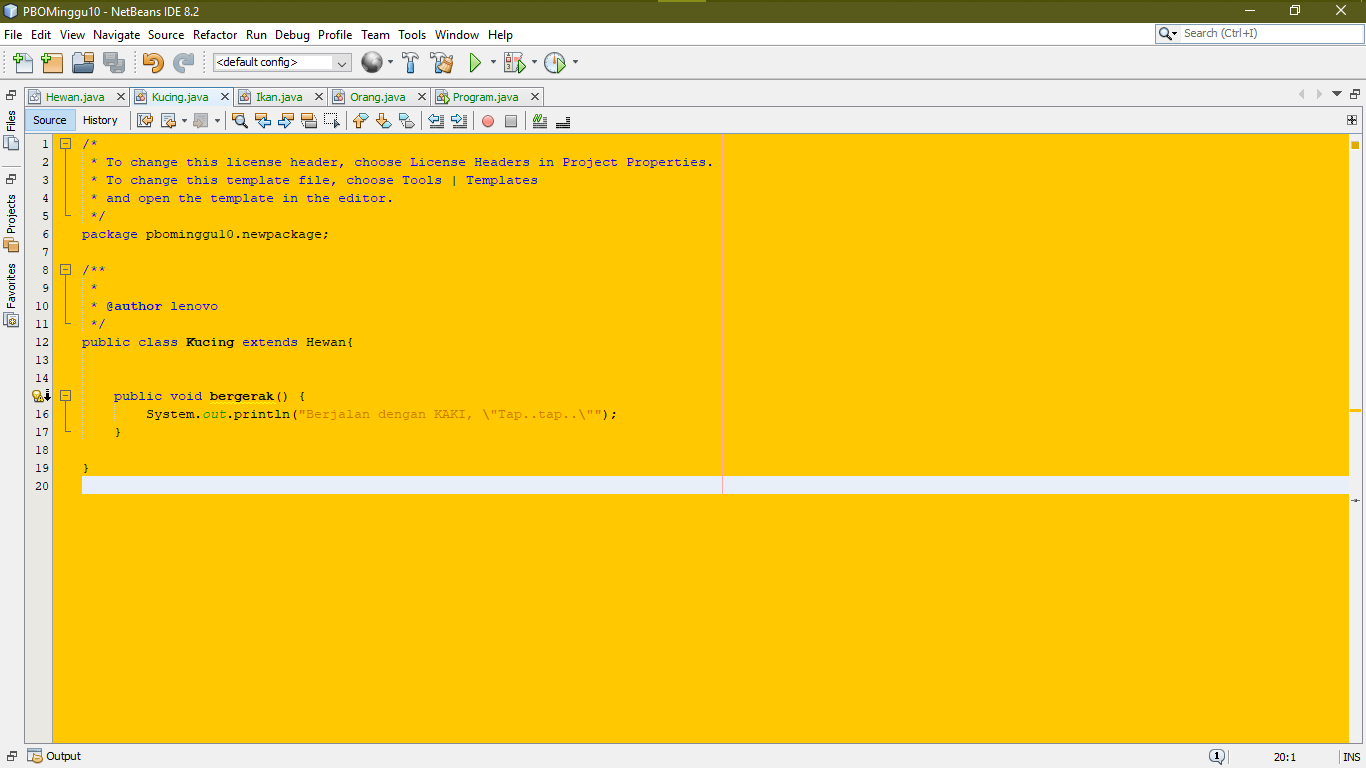 PBOMinggu10 - NetBeans IDE 8.2
File Edit View Navigate Source Refactor Run Debug Profile Team Tools Window Help
Search (Ctrl+I)
<default config>
Hewan.java Kucing.java Ikan.java Orang.java Program.java
Source History
Files
Projects
Favorites
1 /*
2 * To change this license header, choose License Headers in Project Properties.
3 * To change this template file, choose Tools | Templates
4 * and open the template in the editor.
5 */
6 package pbominggu10.newpackage;
7
8 /**
9 *
10 * @author lenovo
11 */
12 public class Kucing extends Hewan{
13
14
public void bergerak() {
16 System.out.println("Berjalan dengan KAKI, \"Tap..tap..\"");
17 }
18
19 }
20
Output
1
20:1
INS